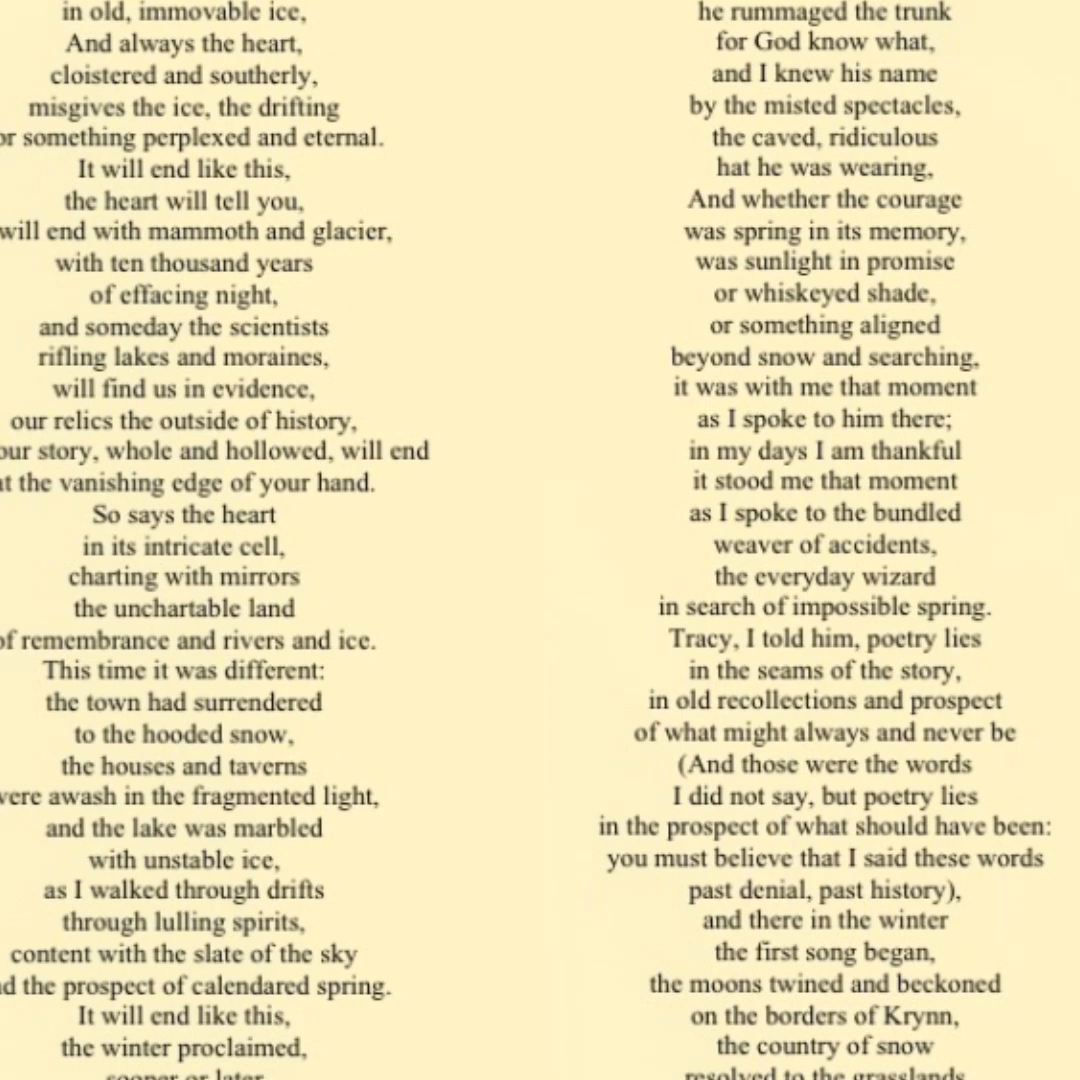 in old, immovable ice,
And always the heart,
cloistered and southerly,
misgives the ice, the drifting
or something perplexed and eternal.
It will end like this,
the heart will tell you,
will end with mammoth and glacier,
with ten thousand years
of effacing night,
and someday the scientists
rifling lakes and moraines,
will find us in evidence,
our relics the outside of history,
our story, whole and hollowed, will end
at the vanishing edge of your hand.
So says the heart
in its intricate cell,
charting with mirrors
the unchartable land
of remembrance and rivers and ice.
This time it was different:
the town had surrendered
to the hooded snow,
the houses and taverns
were awash in the fragmented light,
and the lake was marbled
with unstable ice,
as I walked through drifts
through lulling spirits,
content with the slate of the sky
and the prospect of calendared spring.
It will end like this,
the winter proclaimed,
sooner or later
he rummaged the trunk
for God know what,
and I knew his name
by the misted spectacles,
the caved, ridiculous
hat he was wearing,
And whether the courage
was spring in its memory,
was sunlight in promise
or whiskeyed shade,
or something aligned
beyond snow and searching,
it was with me that moment
as I spoke to him there;
in my days I am thankful
it stood me that moment
as I spoke to the bundled
weaver of accidents,
the everyday wizard
in search of impossible spring.
Tracy, I told him, poetry lies
in the seams of the story,
in old recollections and prospect
of what might always and never be
(And those were the words
I did not say, but poetry lies
in the prospect of what should have been:
you must believe that I said these words
past denial, past history),
and there in the winter
the first song began,
the moons twined and beckoned
on the borders of Krynn,
the country of snow
resolved to the grasslands